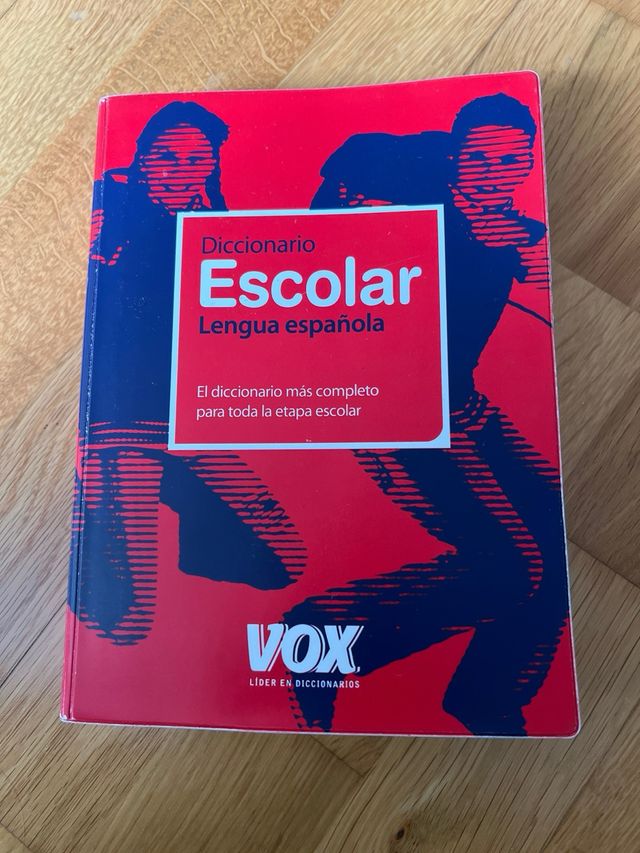 Diccionario
Escolar
Lengua española
El diccionario más completo
para toda la etapa escolar
VOX
LÍDER EN DICCIONARIOS